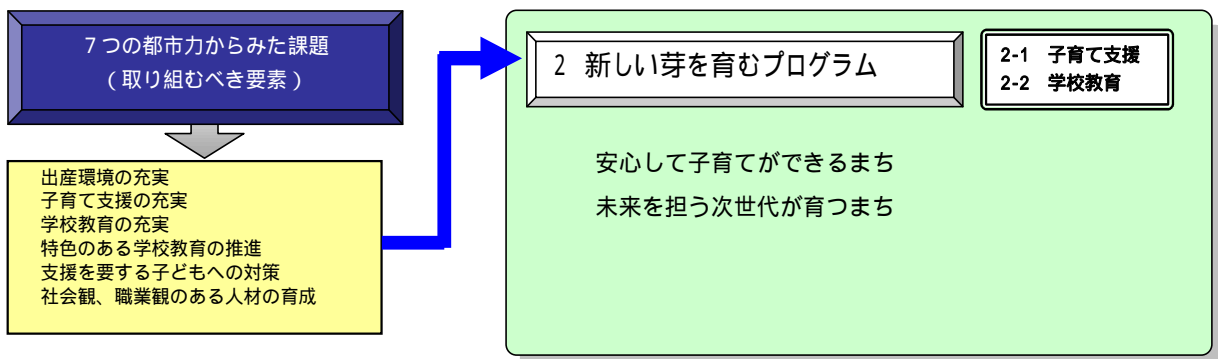 7つの都市力からみた課題
（取り組むべき要素）
出産環境の充実
子育て支援の充実
学校教育の充実
特色のある学校教育の推進
支援を要する子どもへの対策
社会観、職業観のある人材の育成
2 新しい芽を育むプログラム
2-1 子育て支援
2-2 学校教育
安心して子育てができるまち
未来を担う次世代が育つまち